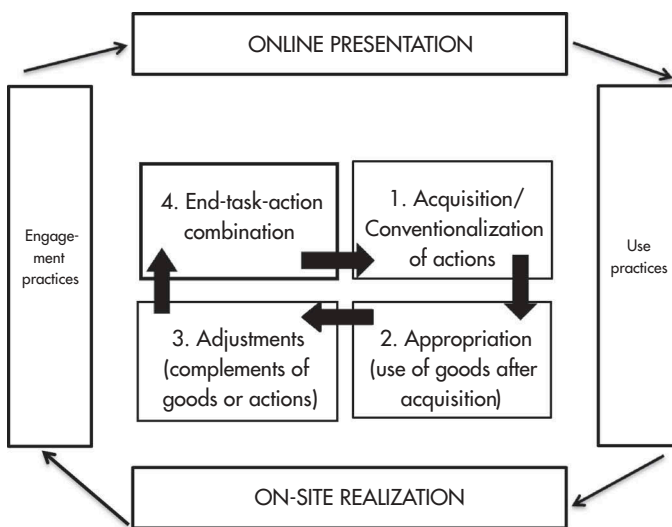 ONLINE PRESENTATION
Engage-
ment
practices
4. End-task-action
combination
1. Acquisition/
Conventionalization
of actions
Use
practices
3. Adjustments
(complements of
goods or actions)
2. Appropriation
(use of goods after
acquisition)
ON-SITE REALIZATION